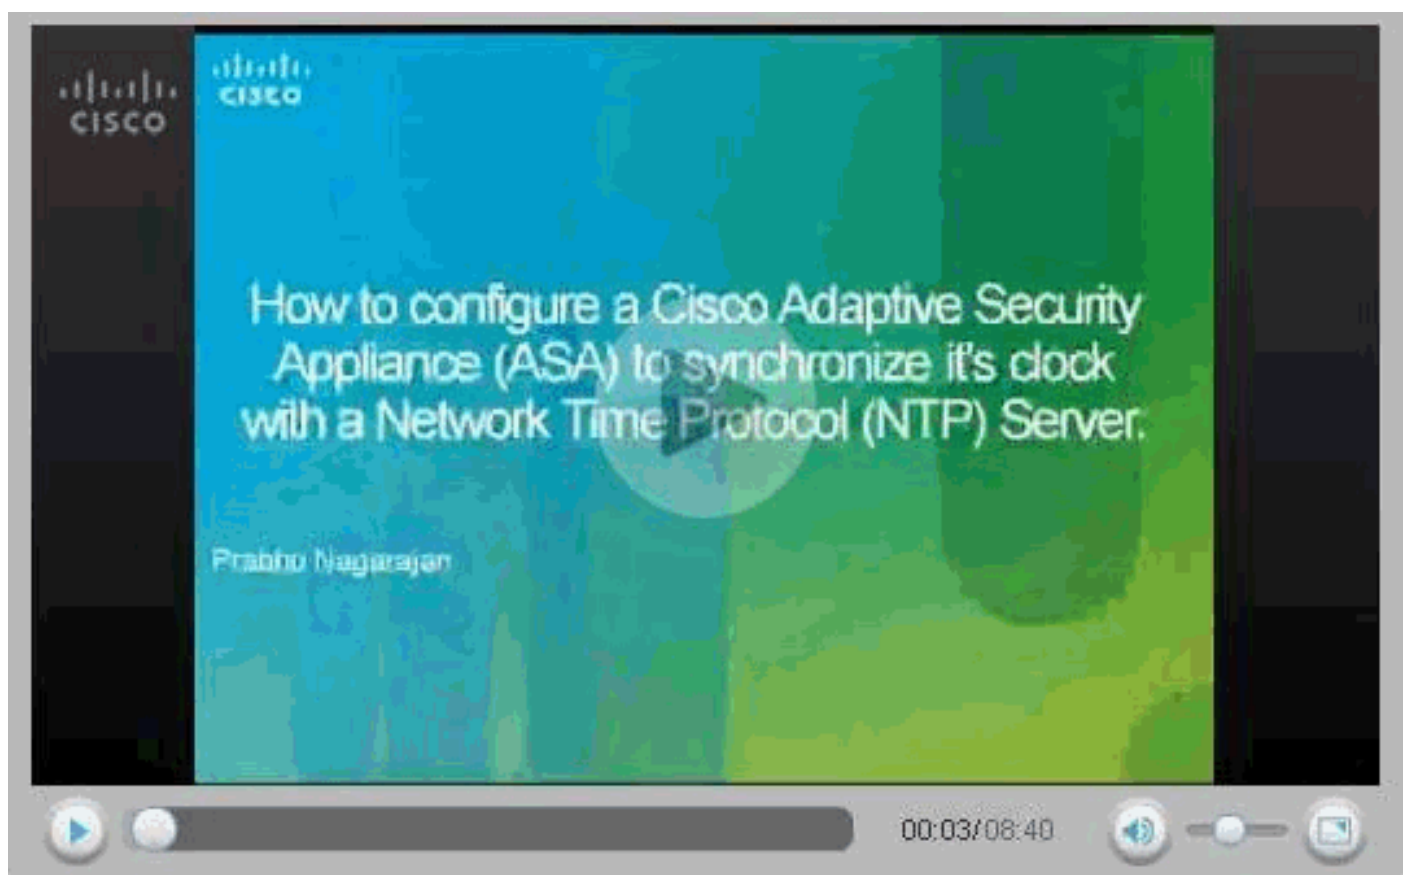 CISCO
CISCO
How to configure a Cisco Adaptive Security
Appliance (ASA) to synchronize it's clock
with a Network Time Protocol (NTP) Server.
Prabhu Nagarajan
00:03/08:40